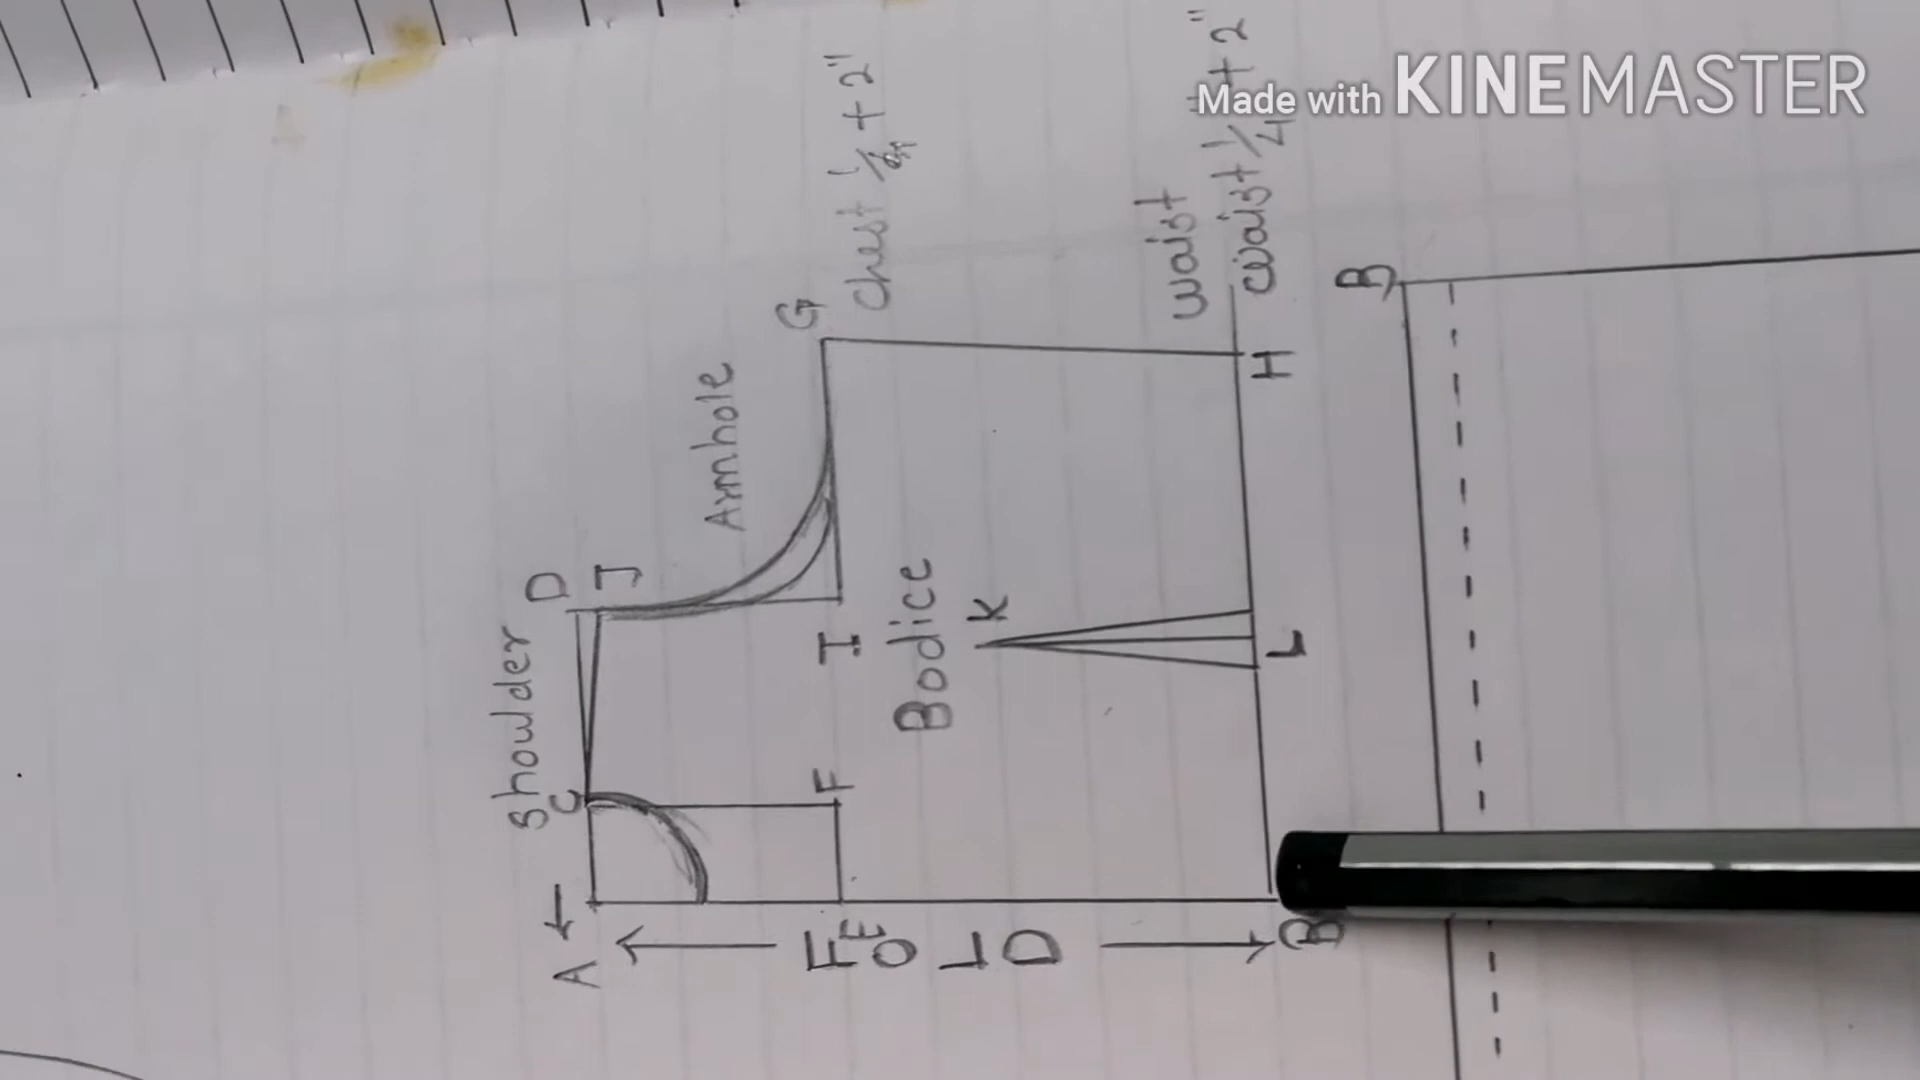 Made with KINEMASTER
Shoulder
A
C
D
J
Armhole
G
Chest 1/4 + 2"
E
F
I
Bodice
K
FOLD
waist
waist 1/4 + 2"
B
L
H
B